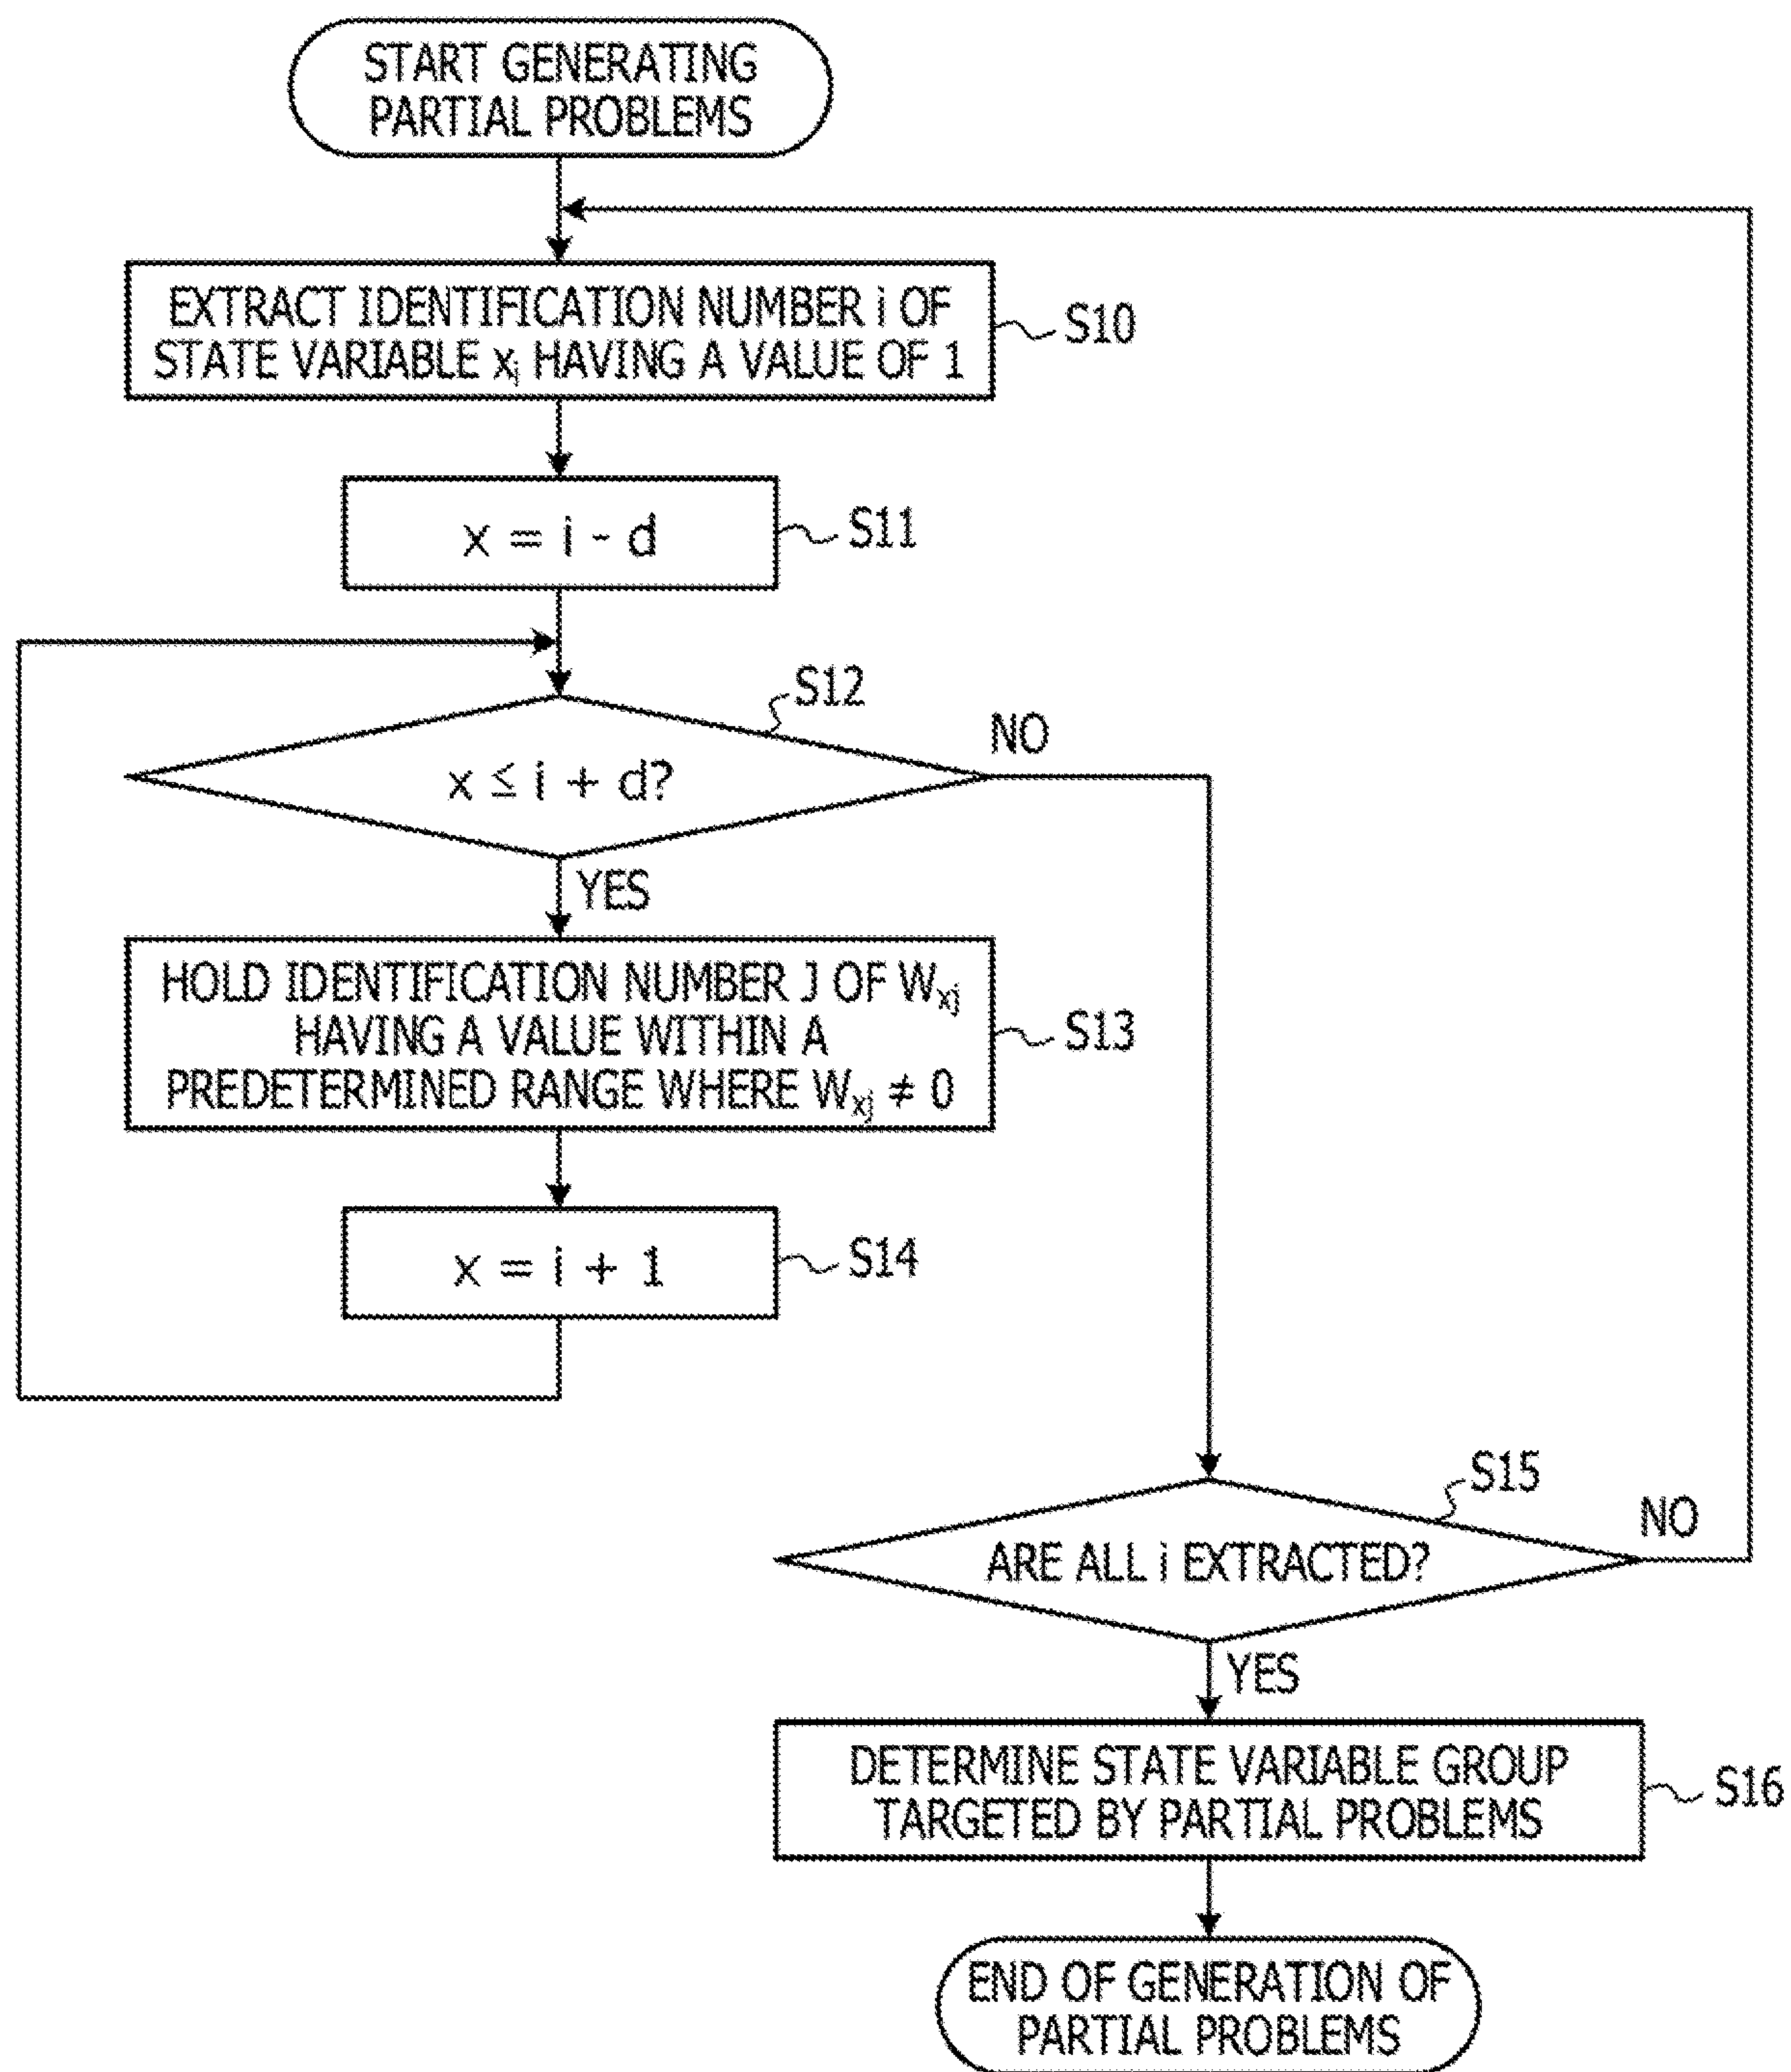 START GENERATING
PARTIAL PROBLEMS
EXTRACT IDENTIFICATION NUMBER i OF
STATE VARIABLE xⱼ HAVING A VALUE OF 1
S10
x = i - d
S11
S12
x ≤ i + d?
NO
YES
HOLD IDENTIFICATION NUMBER J OF Wₓⱼ
HAVING A VALUE WITHIN A
PREDETERMINED RANGE WHERE Wₓⱼ ≠ 0
S13
x = i + 1
S14
S15
ARE ALL i EXTRACTED?
NO
YES
DETERMINE STATE VARIABLE GROUP
TARGETED BY PARTIAL PROBLEMS
S16
END OF GENERATION OF
PARTIAL PROBLEMS